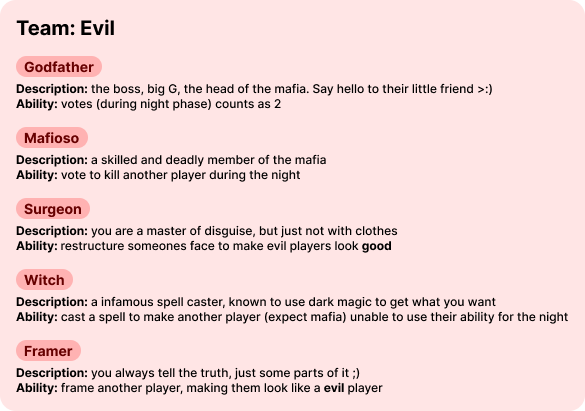 Team: Evil
Godfather
Description: the boss, big G, the head of the mafia. Say hello to their little friend >:)
Ability: votes (during night phase) counts as 2
Mafioso
Description: a skilled and deadly member of the mafia
Ability: vote to kill another player during the night
Surgeon
Description: you are a master of disguise, but just not with clothes
Ability: restructure someones face to make evil players look good
Witch
Description: a infamous spell caster, known to use dark magic to get what you want
Ability: cast a spell to make another player (expect mafia) unable to use their ability for the night
Framer
Description: you always tell the truth, just some parts of it ;)
Ability: frame another player, making them look like a evil player